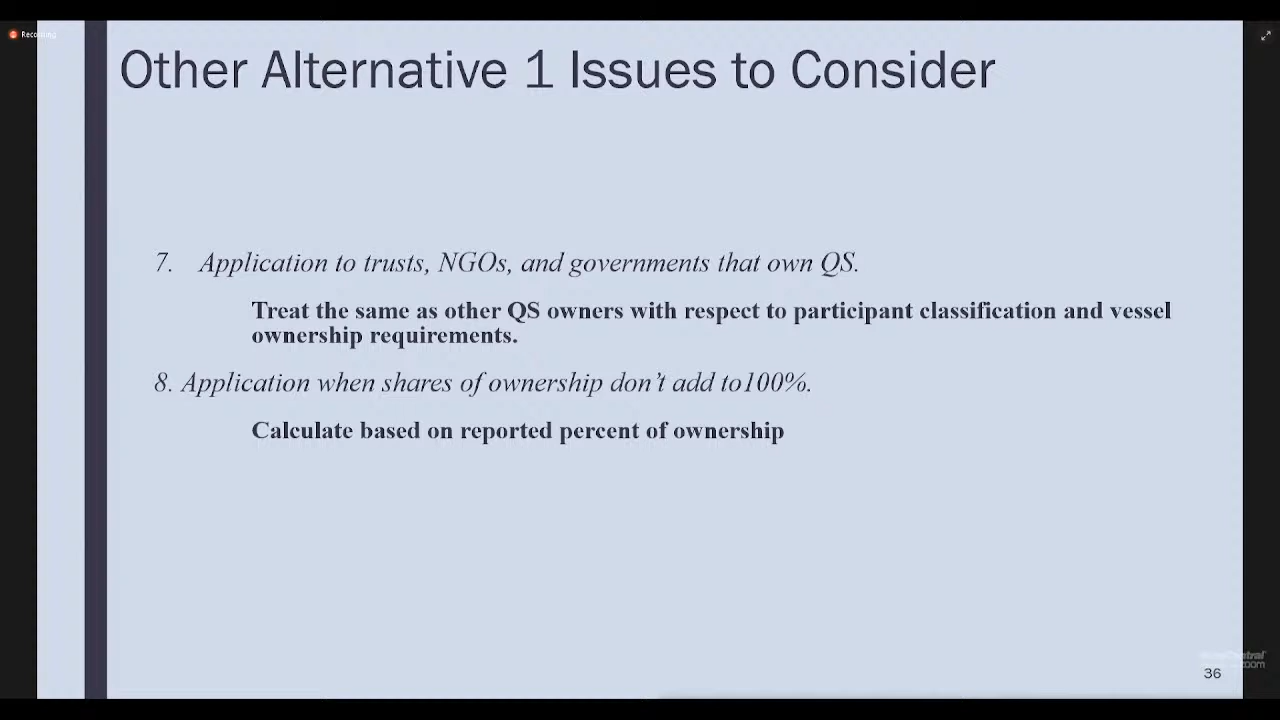 Recording
Other Alternative 1 Issues to Consider
7. Application to trusts, NGOs, and governments that own QS.
Treat the same as other QS owners with respect to participant classification and vessel
ownership requirements.
8. Application when shares of ownership don't add to100%.
Calculate based on reported percent of ownership
zoom
36